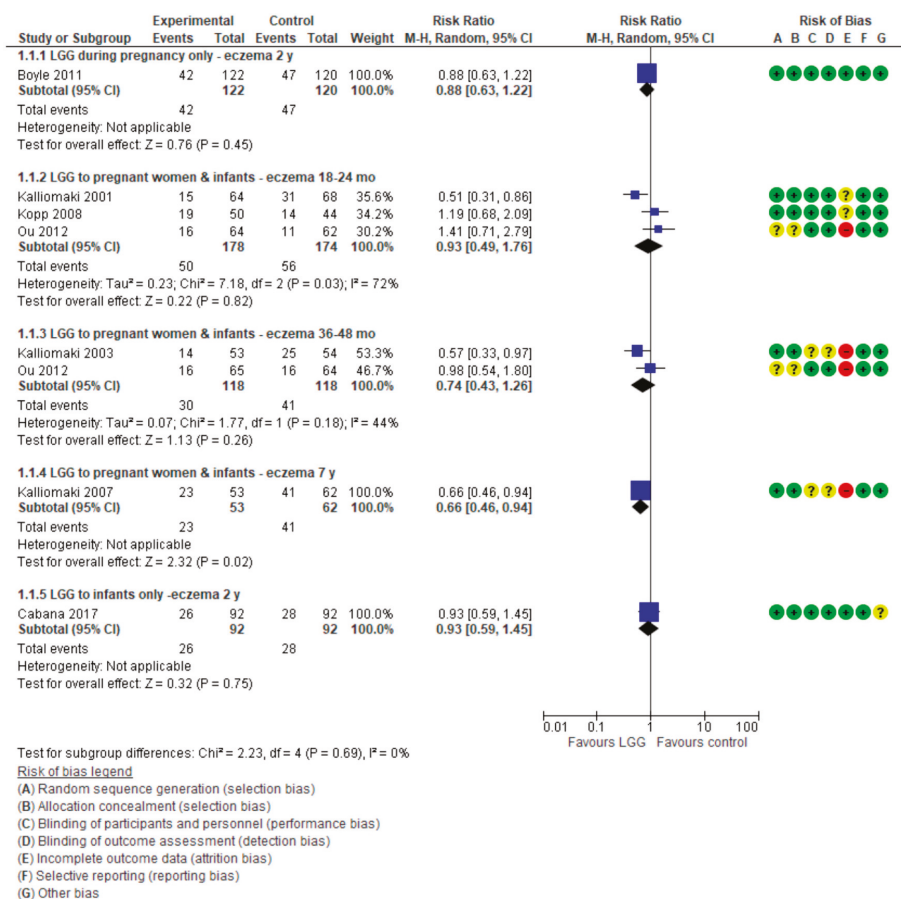 Experimental Control Risk Ratio Risk Ratio Risk of Bias
Study or Subgroup Events Total Events Total Weight M-H, Random, 95% CI M-H, Random, 95% CI A B C D E F G
1.1.1 LGG during pregnancy only - eczema 2 y
Boyle 2011 42 122 47 120 100.0% 0.88 [0.63, 1.22] + + + + + + +
Subtotal (95% CI) 122 120 100.0% 0.88 [0.63, 1.22]
Total events 42 47
Heterogeneity: Not applicable
Test for overall effect: Z = 0.76 (P = 0.45)
1.1.2 LGG to pregnant women & infants - eczema 18-24 mo
Kalliomaki 2001 15 64 31 68 35.6% 0.51 [0.31, 0.86] + + + + ? + +
Kopp 2008 19 50 14 44 34.2% 1.19 [0.68, 2.09] + + + + ? + +
Ou 2012 16 64 11 62 30.2% 1.41 [0.71, 2.79] ? ? + + - + +
Subtotal (95% CI) 178 174 100.0% 0.93 [0.49, 1.76]
Total events 50 56
Heterogeneity: Tau² = 0.23; Chi² = 7.18, df = 2 (P = 0.03); I² = 72%
Test for overall effect: Z = 0.22 (P = 0.82)
1.1.3 LGG to pregnant women & infants - eczema 36-48 mo
Kalliomaki 2003 14 53 25 54 53.3% 0.57 [0.33, 0.97] + + ? ? - + +
Ou 2012 16 65 16 64 46.7% 0.98 [0.54, 1.80] ? ? + + - + +
Subtotal (95% CI) 118 118 100.0% 0.74 [0.43, 1.26]
Total events 30 41
Heterogeneity: Tau² = 0.07; Chi² = 1.77, df = 1 (P = 0.18); I² = 44%
Test for overall effect: Z = 1.13 (P = 0.26)
1.1.4 LGG to pregnant women & infants - eczema 7 y
Kalliomaki 2007 23 53 41 62 100.0% 0.66 [0.46, 0.94] + + ? ? - + +
Subtotal (95% CI) 53 62 100.0% 0.66 [0.46, 0.94]
Total events 23 41
Heterogeneity: Not applicable
Test for overall effect: Z = 2.32 (P = 0.02)
1.1.5 LGG to infants only -eczema 2 y
Cabana 2017 26 92 28 92 100.0% 0.93 [0.59, 1.45] + + + + + + ?
Subtotal (95% CI) 92 92 100.0% 0.93 [0.59, 1.45]
Total events 26 28
Heterogeneity: Not applicable
Test for overall effect: Z = 0.32 (P = 0.75)
0.01 0.1 1 10 100
Favours LGG Favours control
Test for subgroup differences: Chi² = 2.23, df = 4 (P = 0.69), I² = 0%
Risk of bias legend
(A) Random sequence generation (selection bias)
(B) Allocation concealment (selection bias)
(C) Blinding of participants and personnel (performance bias)
(D) Blinding of outcome assessment (detection bias)
(E) Incomplete outcome data (attrition bias)
(F) Selective reporting (reporting bias)
(G) Other bias